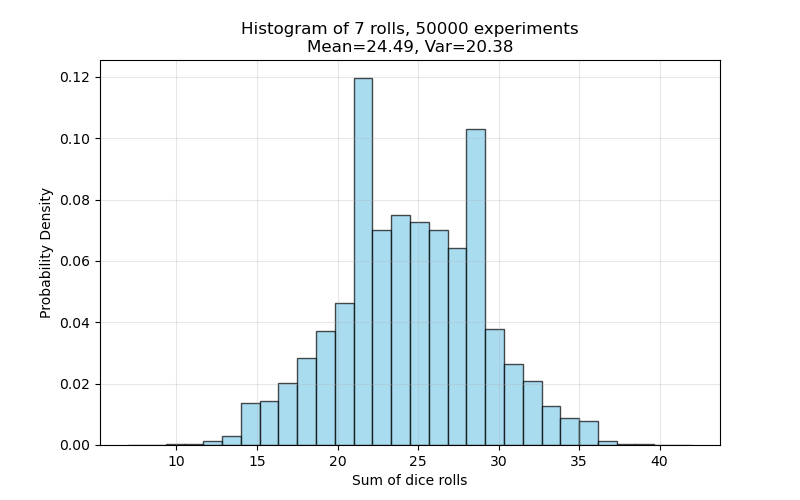 Histogram of 7 rolls, 50000 experiments
Mean=24.49, Var=20.38
Probability Density
0.12
0.10
0.08
0.06
0.04
0.02
0.00
10 15 20 25 30 35 40
Sum of dice rolls